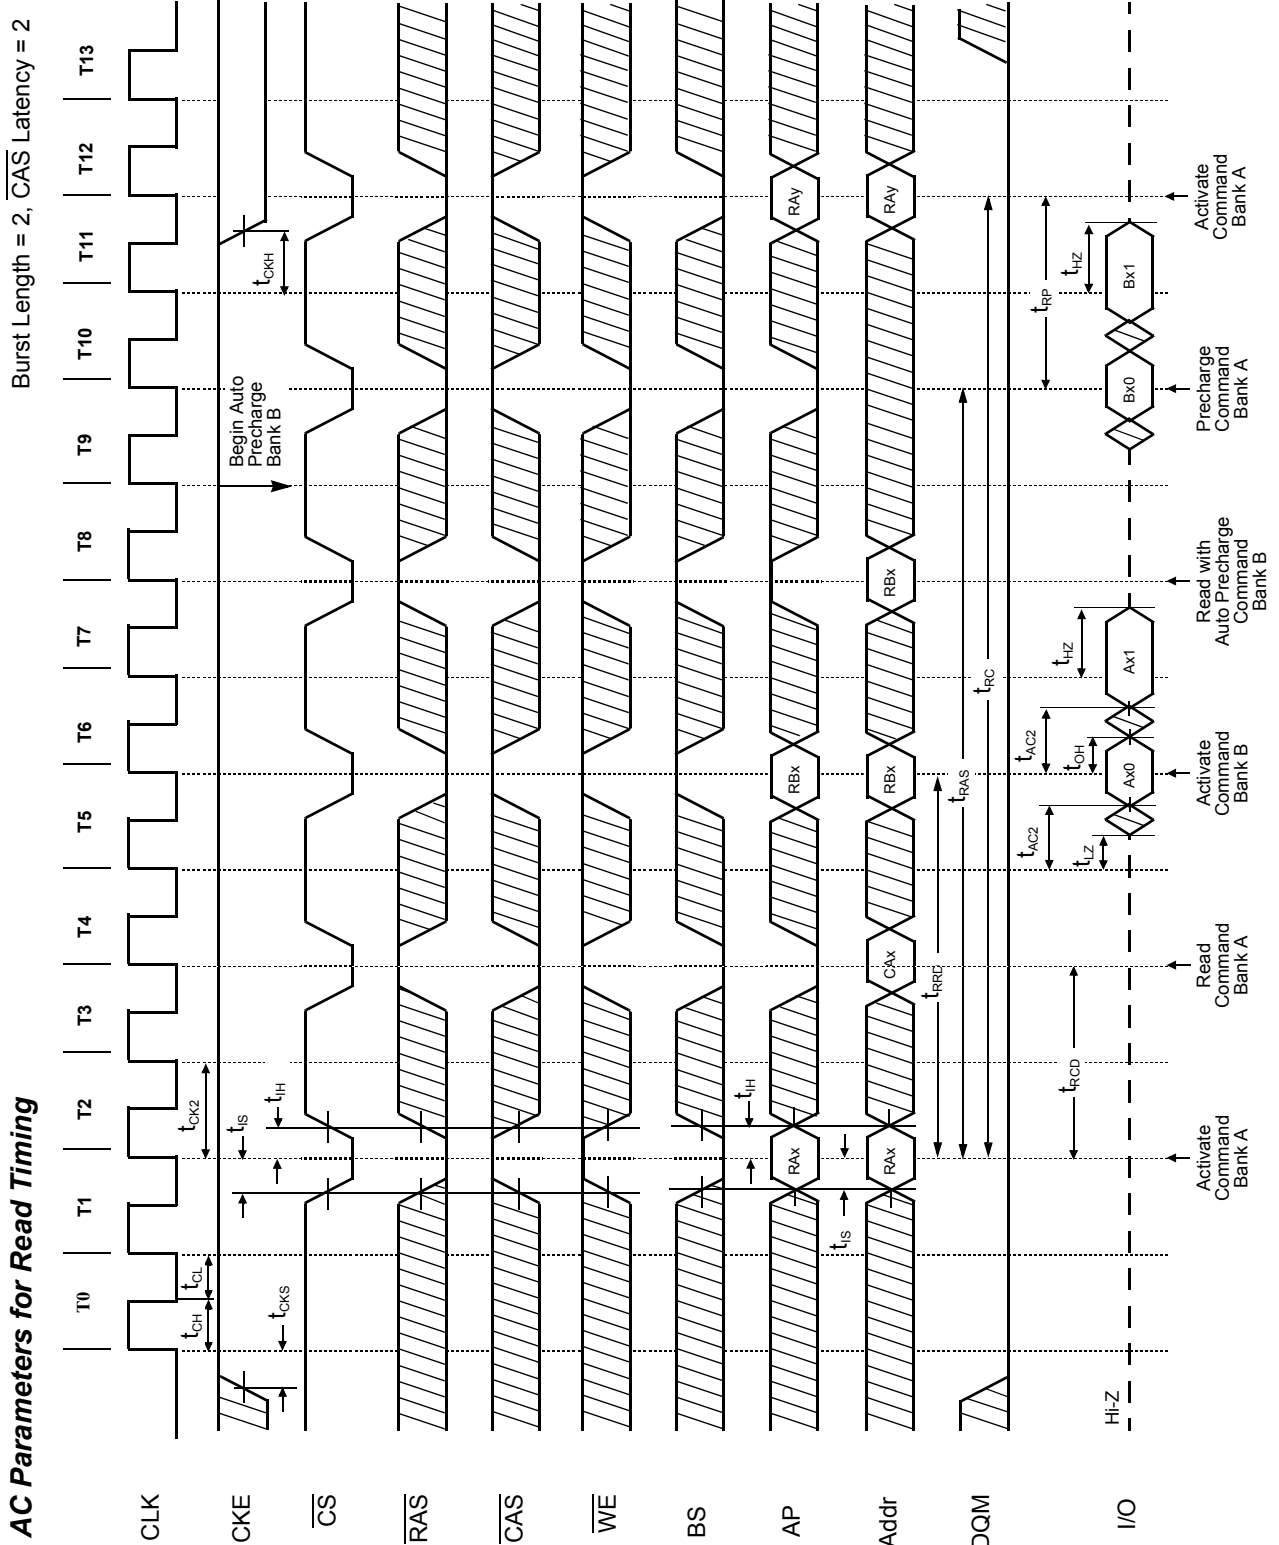 AC Parameters for Read Timing
Burst Length = 2, CAS Latency = 2
T0 T1 T2 T3 T4 T5 T6 T7 T8 T9 T10 T11 T12 T13
CLK
tCH tCL tCK2
CKE
tCKS tIS tIH
Begin Auto
Precharge
Bank B
tCKH
CS
RAS
CAS
WE
BS
tIH
AP
RAx RBx RAy
tIS
Addr
RAx CAx RBx RBx RAy
tRRD
tRAS
tRC
DQM
tRCD
tAC2 tLZ tAC2 tOH tHZ tRP tHZ
I/O
Hi-Z
Ax0 Ax1 Bx0 Bx1
Activate
Command
Bank A
Read
Command
Bank A
Activate
Command
Bank B
Read with
Auto Precharge
Command
Bank B
Precharge
Command
Bank A
Activate
Command
Bank A